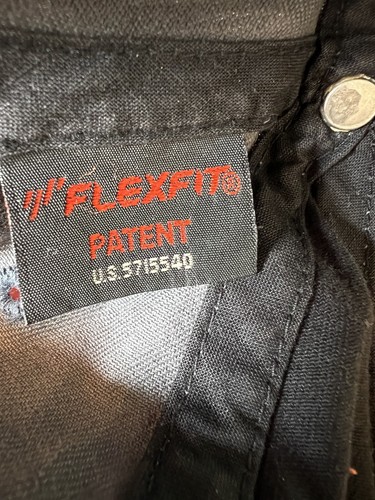 FLEXFIT®
PATENT
U.S. 5715540